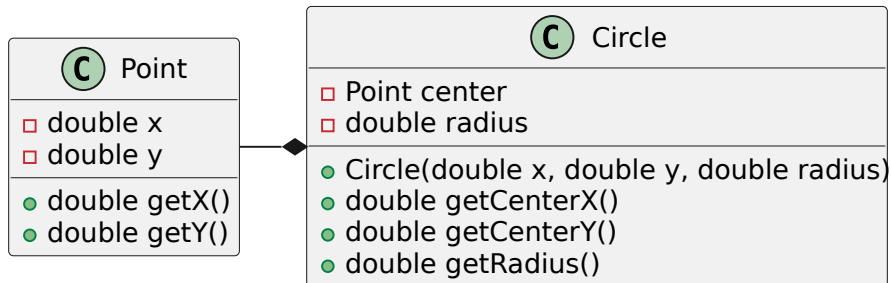 C Point
double x
double y
double getX()
double getY()
C Circle
Point center
double radius
Circle(double x, double y, double radius)
double getCenterX()
double getCenterY()
double getRadius()